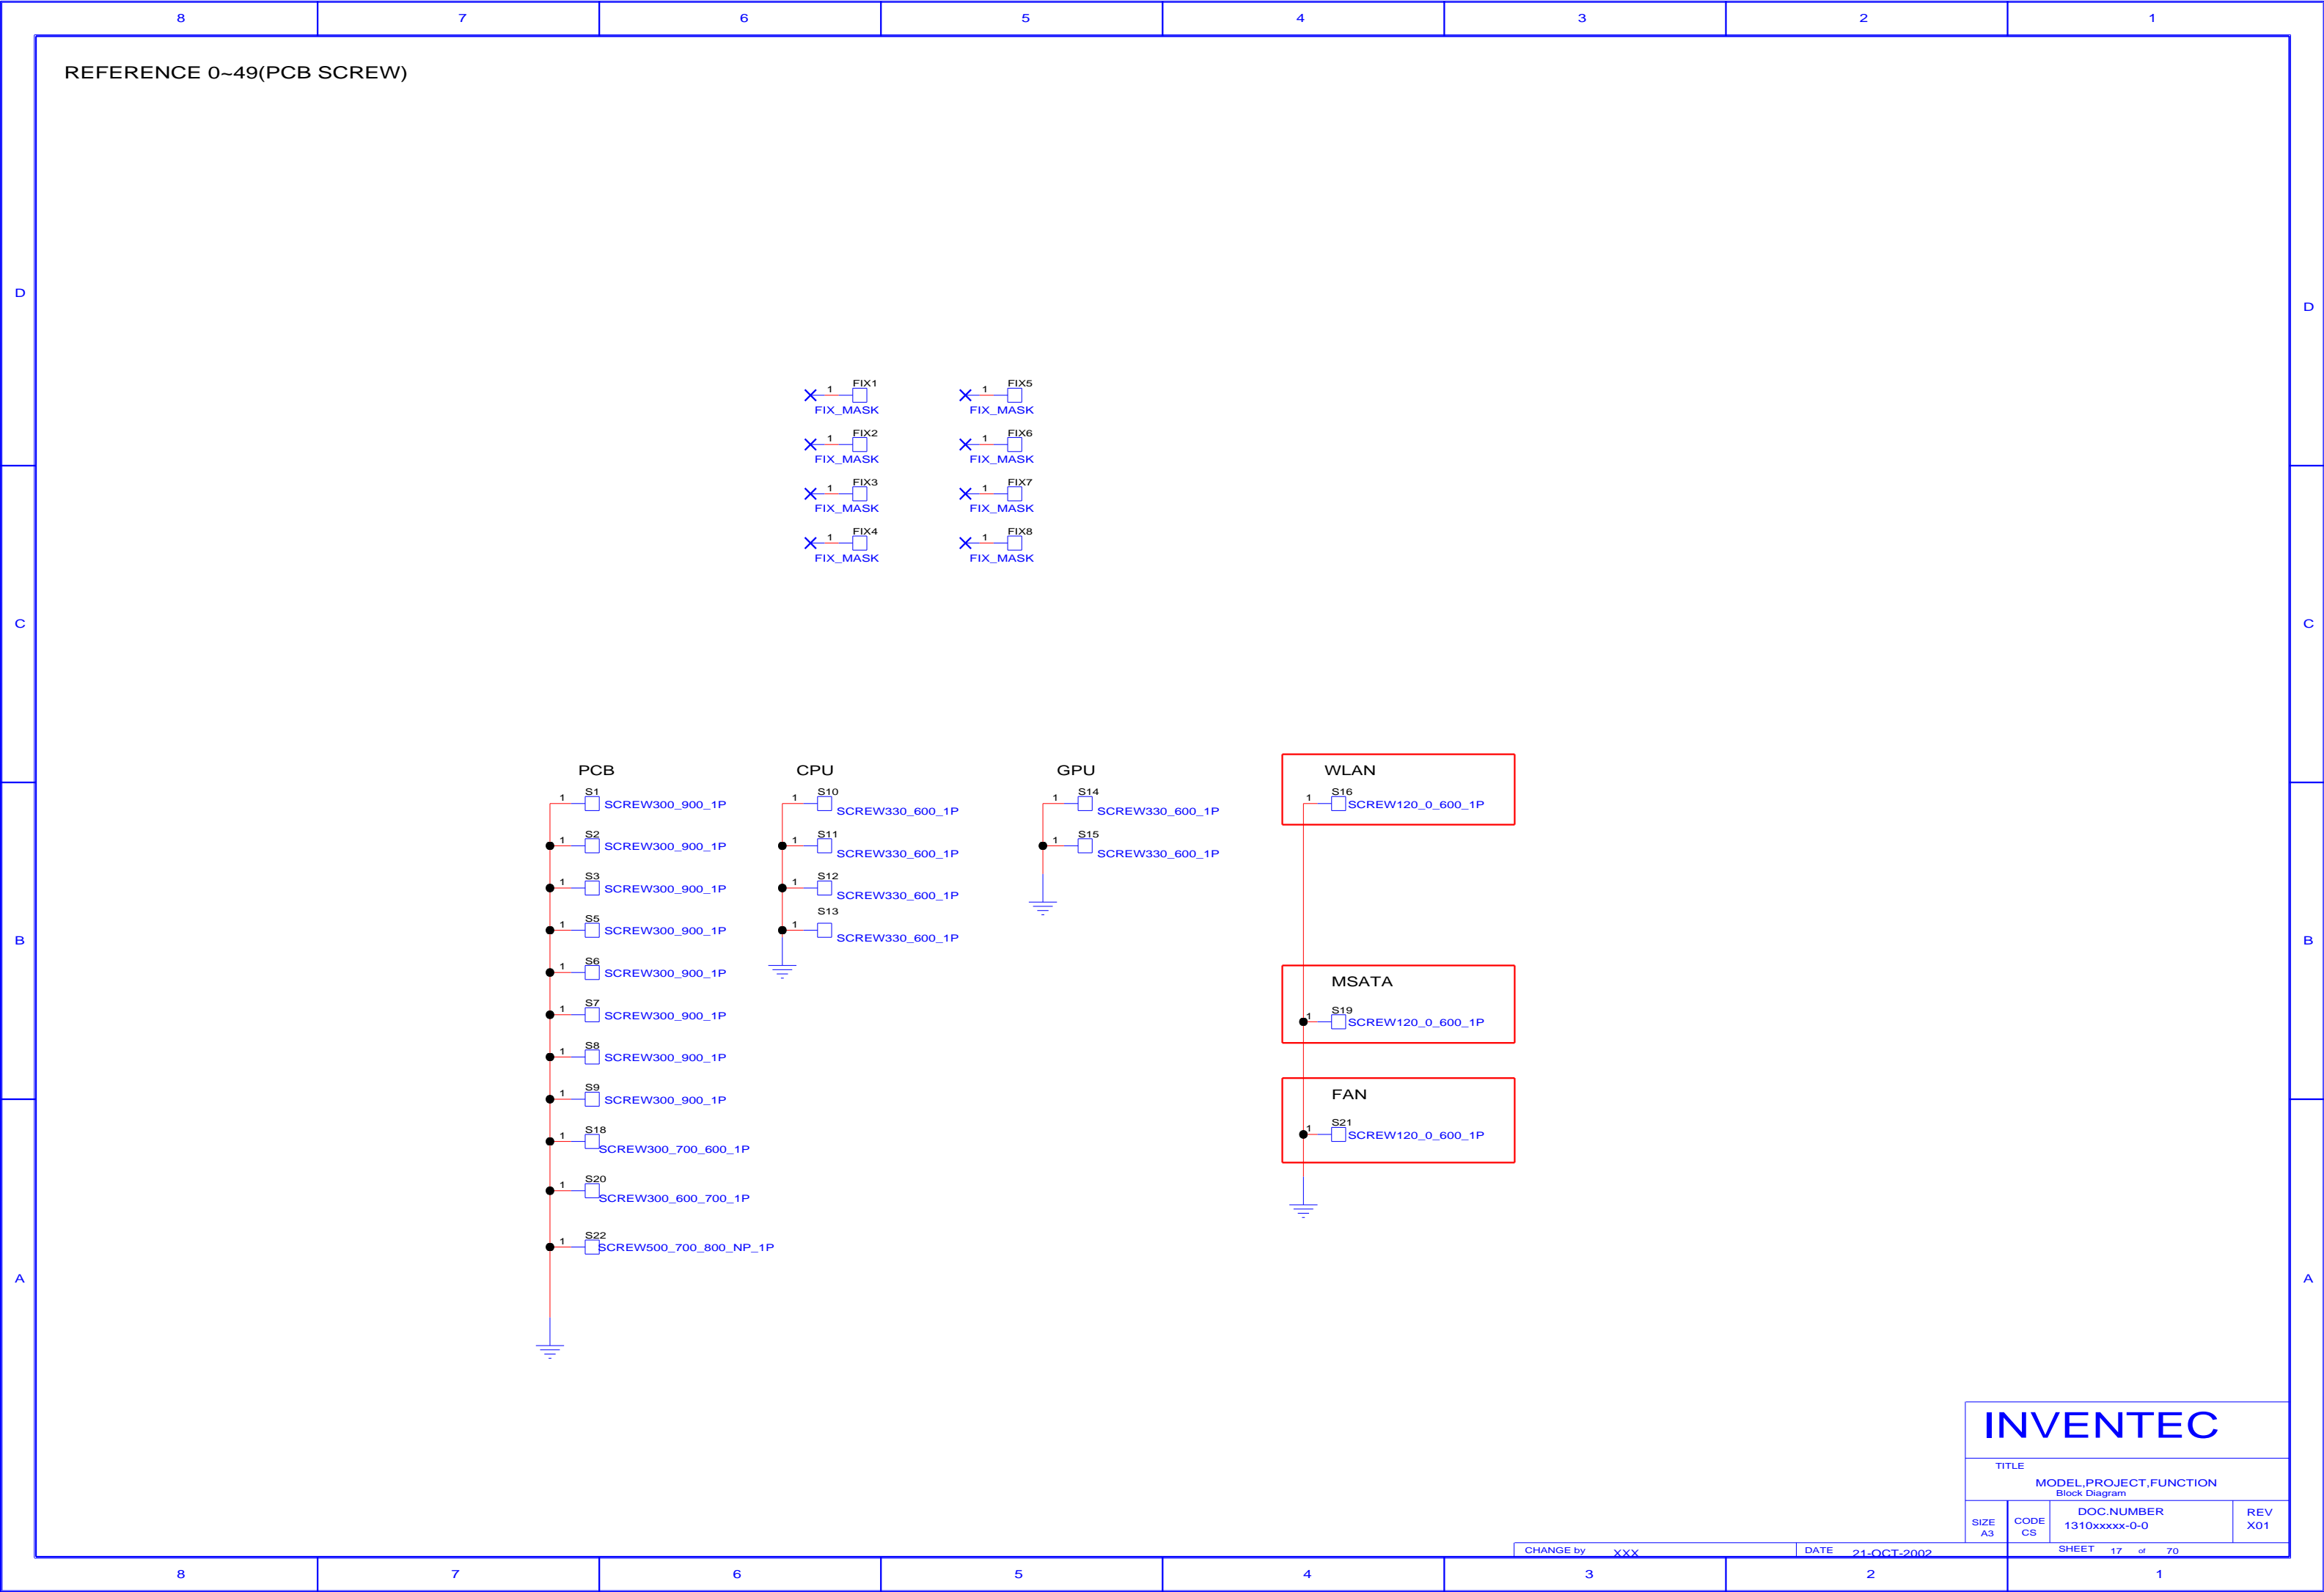 8 7 6 5 4 3 2 1
REFERENCE 0~49(PCB SCREW)
D D
1 FIX1 1 FIX5
FIX_MASK FIX_MASK
1 FIX2 1 FIX6
FIX_MASK FIX_MASK
1 FIX3 1 FIX7
FIX_MASK FIX_MASK
1 FIX4 1 FIX8
FIX_MASK FIX_MASK
C C
PCB
1 S1 SCREW300_900_1P
1 S2 SCREW300_900_1P
1 S3 SCREW300_900_1P
1 S5 SCREW300_900_1P
1 S6 SCREW300_900_1P
1 S7 SCREW300_900_1P
1 S8 SCREW300_900_1P
1 S9 SCREW300_900_1P
1 S18 SCREW300_700_600_1P
1 S20 SCREW300_600_700_1P
1 S22 SCREW500_700_800_NP_1P
CPU
1 S10 SCREW330_600_1P
1 S11 SCREW330_600_1P
1 S12 SCREW330_600_1P
1 S13 SCREW330_600_1P
GPU
1 S14 SCREW330_600_1P
1 S15 SCREW330_600_1P
WLAN
1 S16 SCREW120_0_600_1P
MSATA
1 S19 SCREW120_0_600_1P
FAN
1 S21 SCREW120_0_600_1P
B B
A A
INVENTEC
TITLE
MODEL,PROJECT,FUNCTION
Block Diagram
SIZE A3
CODE CS
DOC.NUMBER
1310xxxxx-0-0
REV
X01
CHANGE by XXX DATE 21-OCT-2002 SHEET 17 of 70
8 7 6 5 4 3 2 1